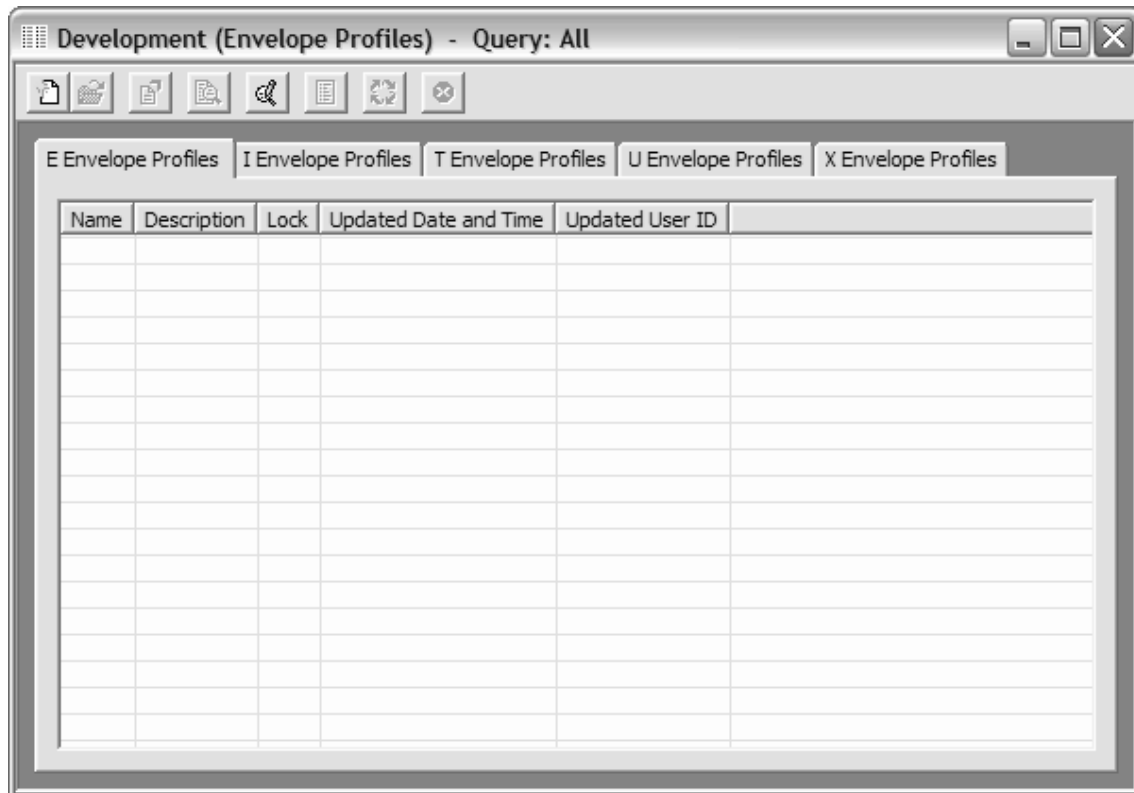 Development (Envelope Profiles) - Query: All
E Envelope Profiles I Envelope Profiles T Envelope Profiles U Envelope Profiles X Envelope Profiles
Name Description Lock Updated Date and Time Updated User ID